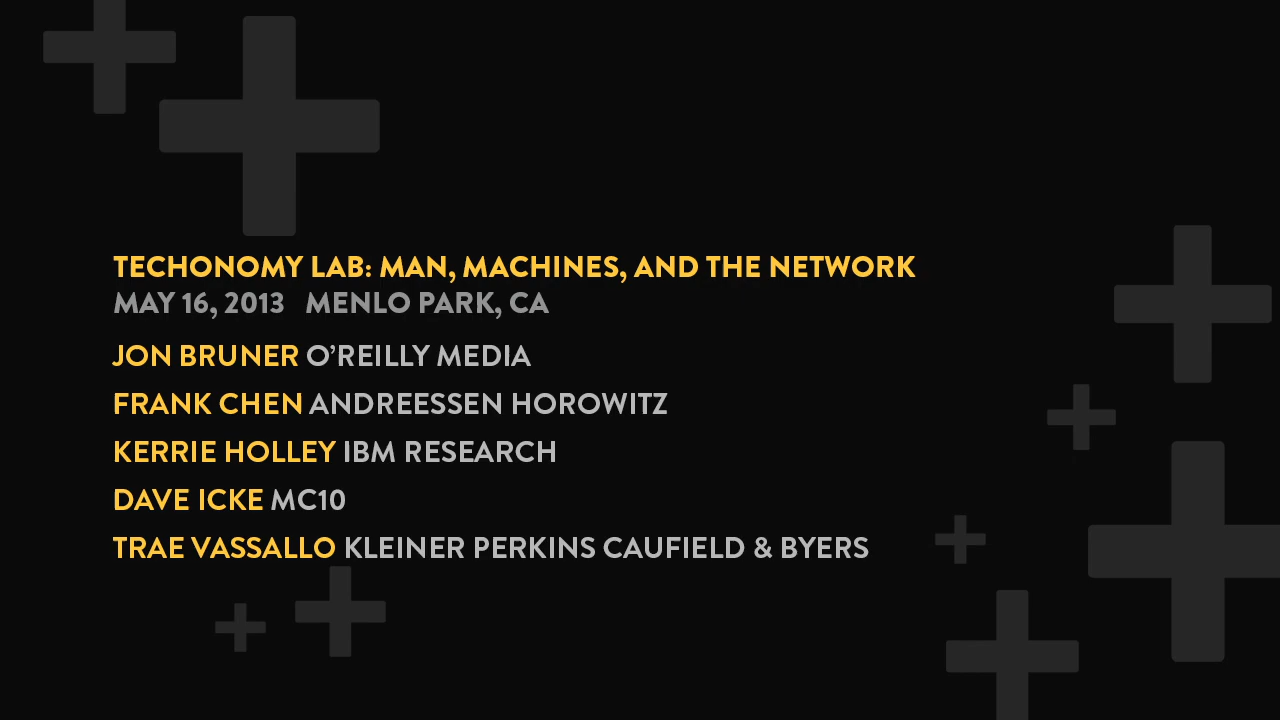 TECHONOMY LAB: MAN, MACHINES, AND THE NETWORK
MAY 16, 2013 MENLO PARK, CA
JON BRUNER O’REILLY MEDIA
FRANK CHEN ANDREESSEN HOROWITZ
KERRIE HOLLEY IBM RESEARCH
DAVE ICKE MC10
TRAE VASSALLO KLEINER PERKINS CAUFIELD & BYERS